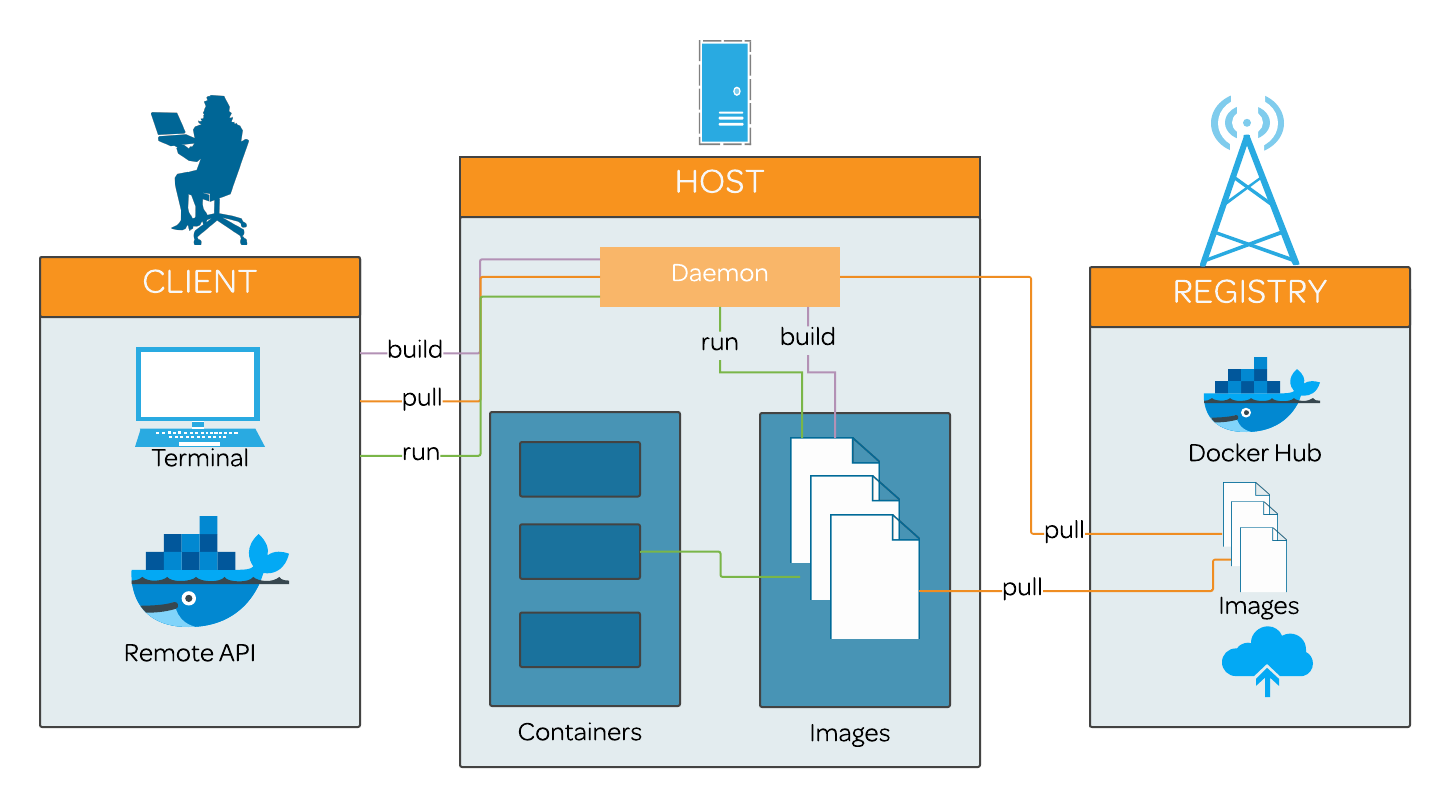 CLIENT
Terminal
Remote API
build
pull
run
HOST
Daemon
run
build
Containers
Images
pull
pull
REGISTRY
Docker Hub
Images